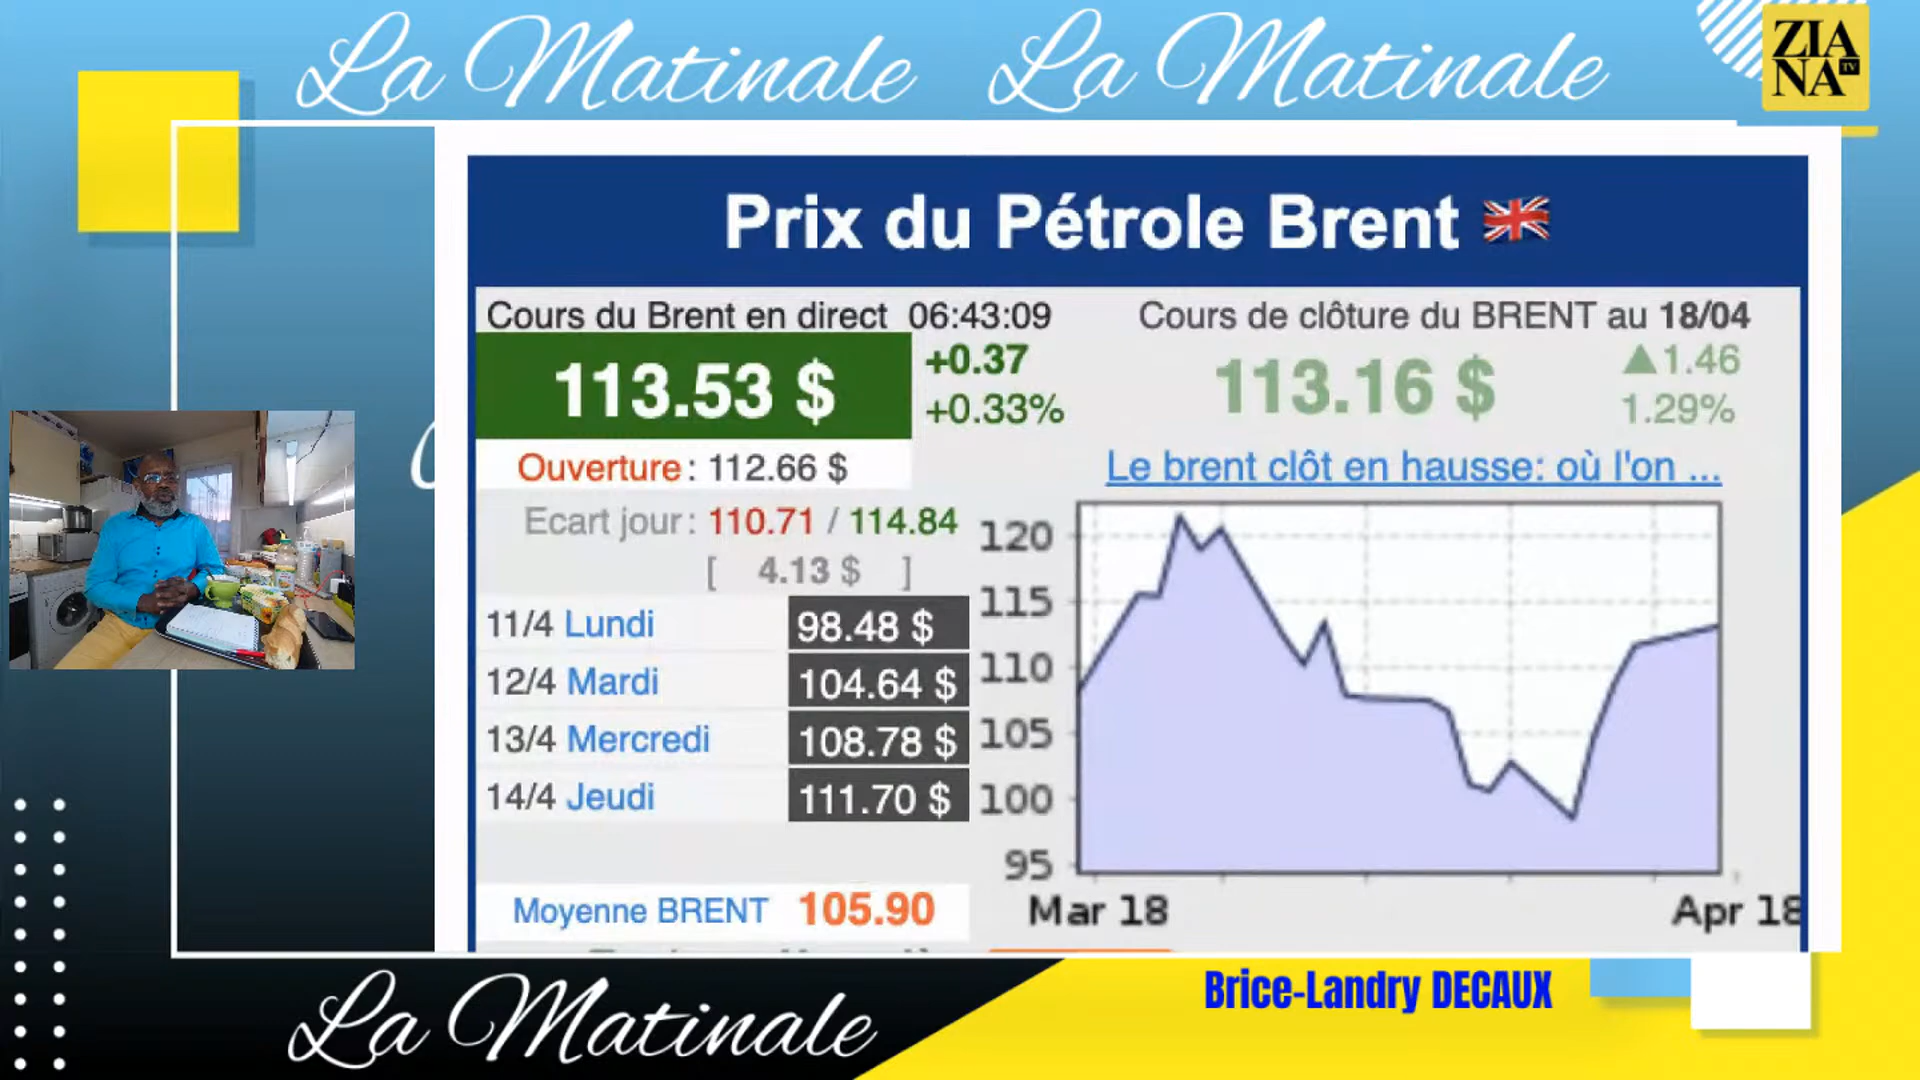 La Matinale La Matinale
ZIA
NA TV
Prix du Pétrole Brent
Cours du Brent en direct 06:43:09
113.53 $
+0.37
+0.33%
Ouverture : 112.66 $
Ecart jour : 110.71 / 114.84
[ 4.13 $ ]
11/4 Lundi 98.48 $
12/4 Mardi 104.64 $
13/4 Mercredi 108.78 $
14/4 Jeudi 111.70 $
Moyenne BRENT 105.90
Cours de clôture du BRENT au 18/04
113.16 $
▲1.46
1.29%
Le brent clôt en hausse: où l'on ...
120
115
110
105
100
95
Mar 18 Apr 18
La Matinale
Brice-Landry DECAUX